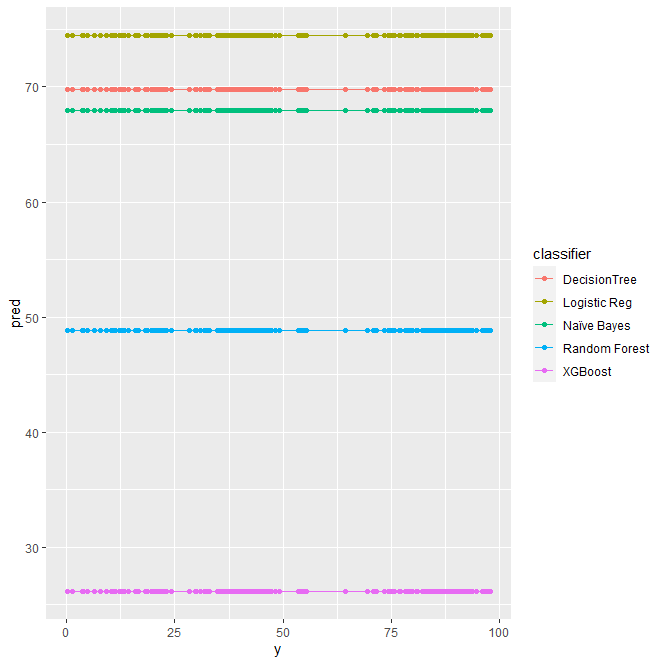 70
60
50
40
30
pred
0
25
50
75
100
y
classifier
DecisionTree
Logistic Reg
Naïve Bayes
Random Forest
XGBoost